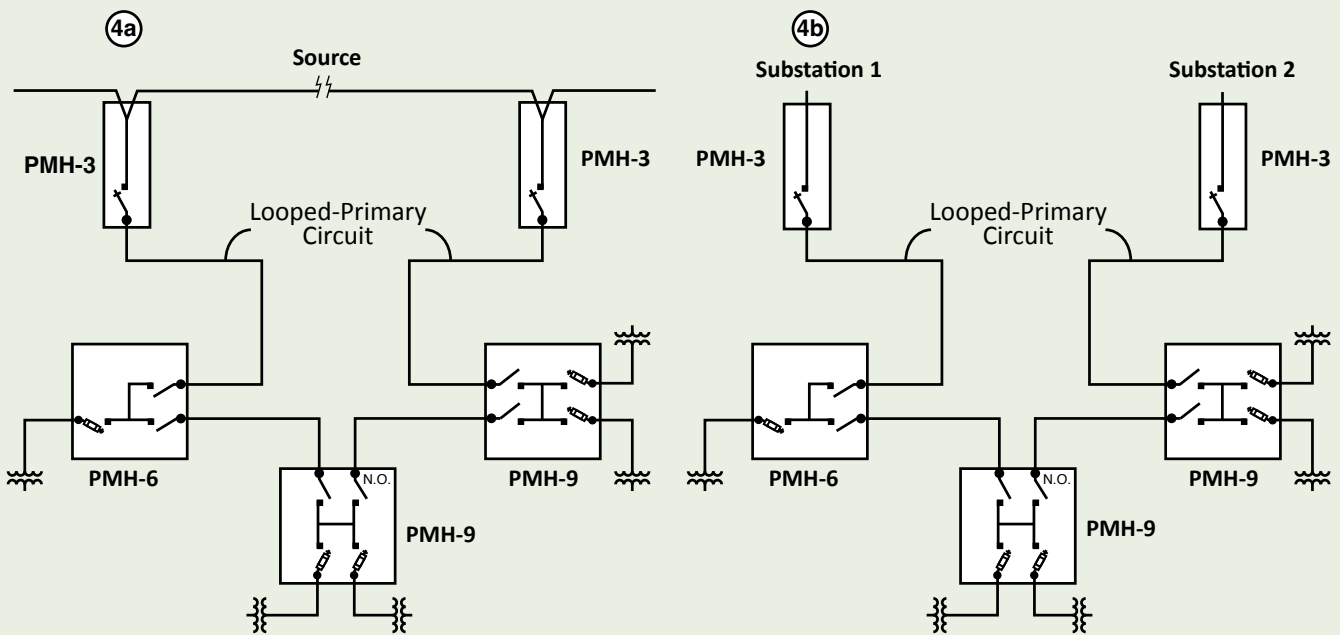 4a
Source
PMH-3
PMH-3
Looped-Primary
Circuit
PMH-6
PMH-9
N.O.
PMH-9
4b
Substation 1
Substation 2
PMH-3
PMH-3
Looped-Primary
Circuit
PMH-6
PMH-9
N.O.
PMH-9